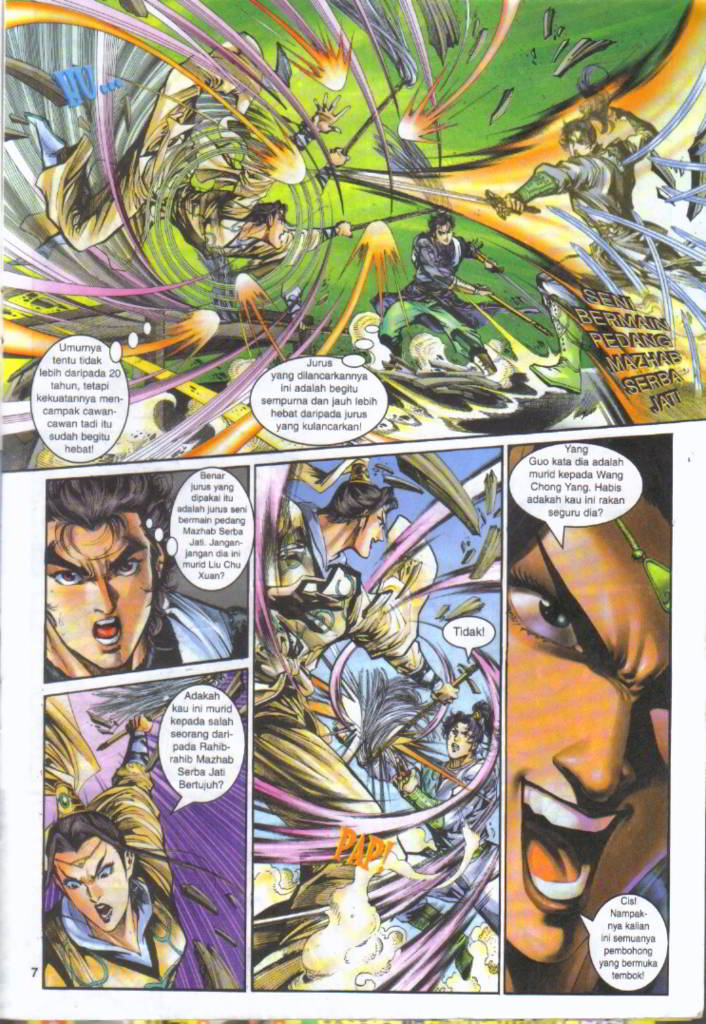 PU...
SENI
BERMAIN
PEDANG
MAZHAB
SERBA
JATI
Umurnya
tentu tidak
lebih daripada 20
tahun, tetapi
kekuatannya men-
campak cawan-
cawan tadi itu
sudah begitu
hebat!
Jurus
yang dilancarkannya
ini adalah begitu
sempurna dan jauh lebih
hebat daripada jurus
yang kulancarkan!
Benar
jurus yang
dipakai itu
adalah jurus seni
bermain pedang
Mazhab Serba
Jati. Jangan-
jangan dia ini
murid Liu Chu
Xuan?
Adakah
kau ini murid
kepada salah
seorang dari-
pada Rahib-
rahib Mazhab
Serba Jati
Bertujuh?
Tidak!
PAP!
Yang
Guo kata dia adalah
murid kepada Wang
Chong Yang. Habis
adakah kau ini rakan
seguru dia?
Cis!
Nampak-
nya kalian
ini semuanya
pembohong
yang bermuka
tembok!
7